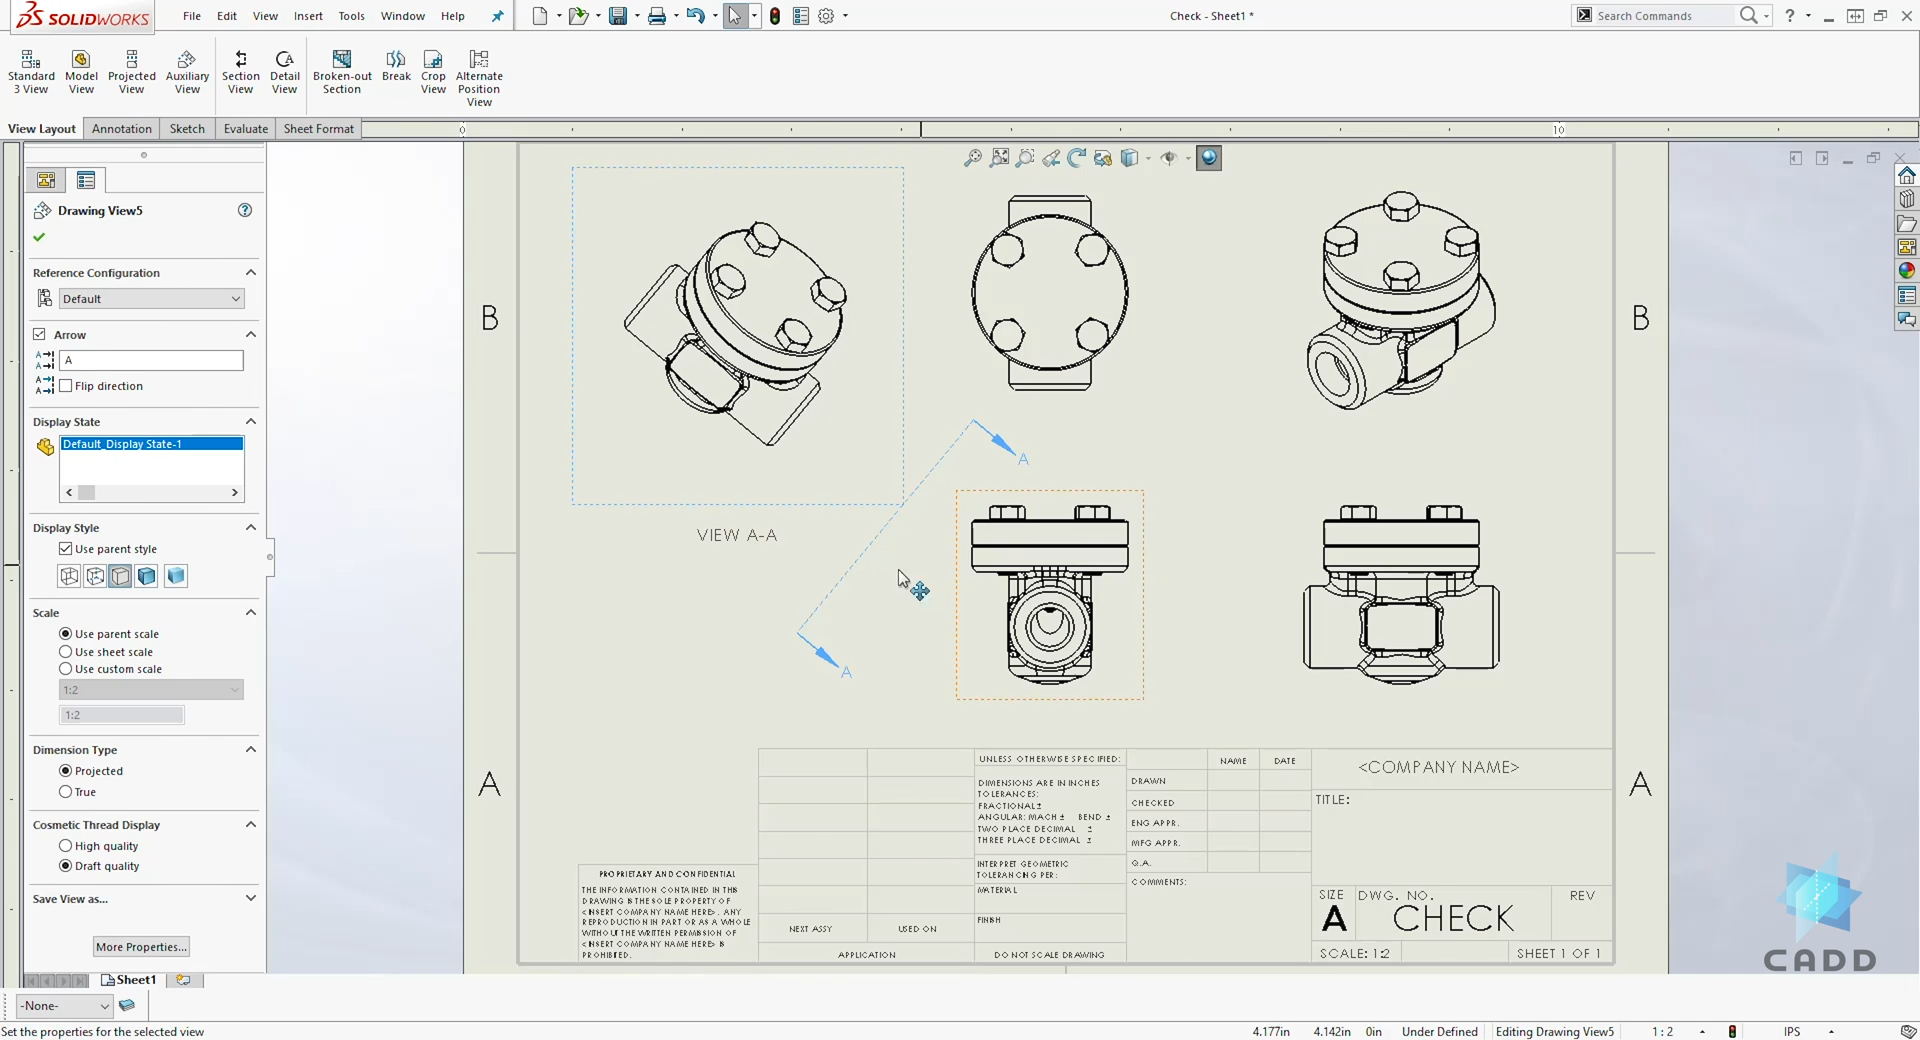 SOLIDWORKS
File Edit View Insert Tools Window Help
Check - Sheet1 *
Search Commands
?
Standard 3 View
Model View
Projected View
Auxiliary View
Section View
Detail View
Broken-out Section
Break
Crop View
Alternate Position View
View Layout Annotation Sketch Evaluate Sheet Format
0
10
Drawing View5
?
Reference Configuration
Default
Arrow
A
Flip direction
Display State
Default_Display State-1
Display Style
Use parent style
Scale
Use parent scale
Use sheet scale
Use custom scale
1:2
1:2
Dimension Type
Projected
True
Cosmetic Thread Display
High quality
Draft quality
Save View as...
More Properties...
B
B
A
A
VIEW A-A
A
A
UNLESS OTHERWISE SPECIFIED:
DIMENSIONS ARE IN INCHES
TOLERANCES:
FRACTIONAL±
ANGULAR: MACH± BEND ±
TWO PLACE DECIMAL ±
THREE PLACE DECIMAL ±
INTERPRET GEOMETRIC
TOLERANCING PER:
MATERIAL
FINISH
DO NOT SCALE DRAWING
NAME DATE
DRAWN
CHECKED
ENG APPR.
MFG APPR.
Q.A.
COMMENTS:
<COMPANY NAME>
TITLE:
SIZE
A
DWG. NO.
CHECK
REV
SCALE: 1:2
SHEET 1 OF 1
PROPRIETARY AND CONFIDENTIAL
THE INFORMATION CONTAINED IN THIS
DRAWING IS THE SOLE PROPERTY OF
<INSERT COMPANY NAME HERE>. ANY
REPRODUCTION IN PART OR AS A WHOLE
WITHOUT THE WRITTEN PERMISSION OF
<INSERT COMPANY NAME HERE> IS
PROHIBITED.
NEXT ASSY USED ON
APPLICATION
CADD
Sheet1
-None-
Set the properties for the selected view
4.177in 4.142in 0in Under Defined Editing Drawing View5 1 : 2 IPS